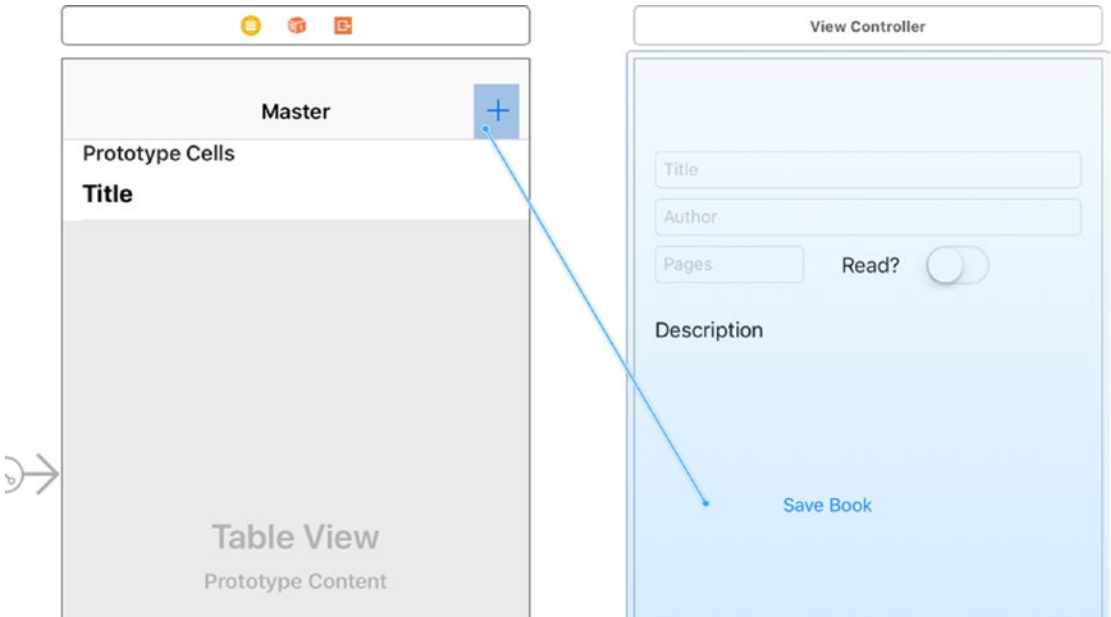 Master
+
Prototype Cells
Title
Table View
Prototype Content
View Controller
Title
Author
Pages
Read?
Description
Save Book